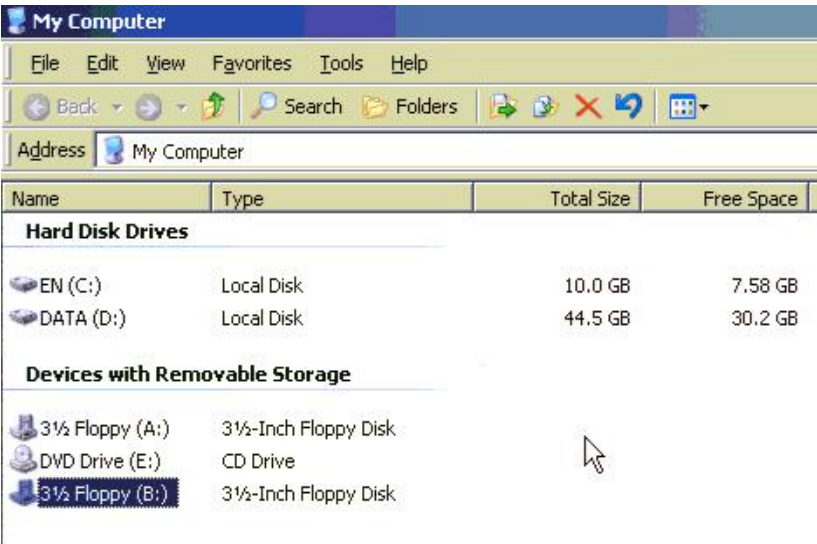 My Computer
File Edit View Favorites Tools Help
Back Search Folders
Address My Computer
Name Type Total Size Free Space
Hard Disk Drives
EN (C:) Local Disk 10.0 GB 7.58 GB
DATA (D:) Local Disk 44.5 GB 30.2 GB
Devices with Removable Storage
3½ Floppy (A:) 3½-Inch Floppy Disk
DVD Drive (E:) CD Drive
3½ Floppy (B:) 3½-Inch Floppy Disk